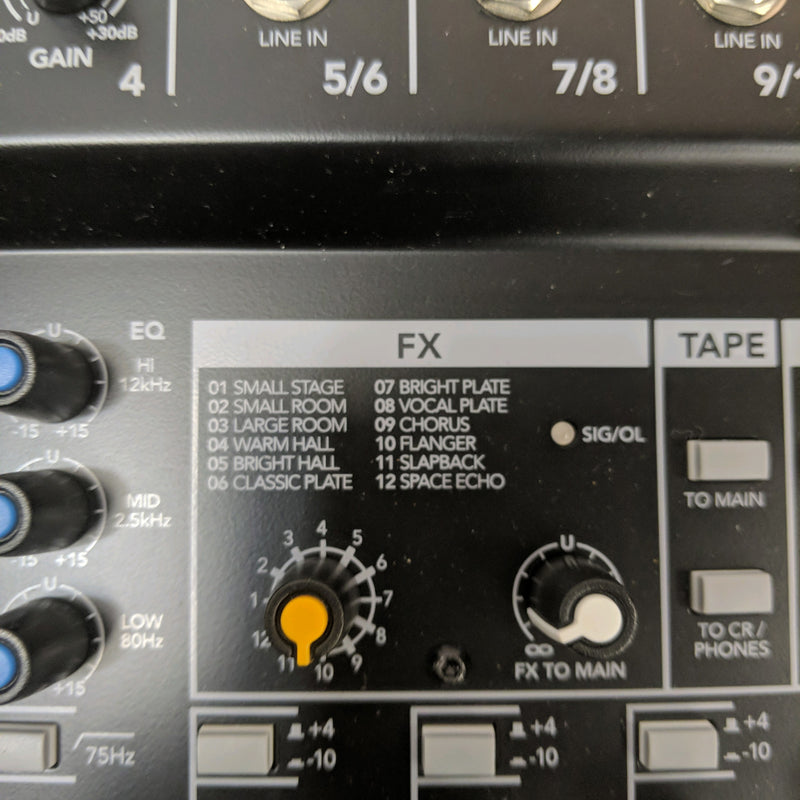 U
+50
0dB
+30dB
GAIN
4
LINE IN
5/6
LINE IN
7/8
LINE IN
EQ
U
HI
12kHz
-15 +15
U
MID
2.5kHz
-15 +15
U
LOW
80Hz
+15
75Hz
FX
01 SMALL STAGE
02 SMALL ROOM
03 LARGE ROOM
04 WARM HALL
05 BRIGHT HALL
06 CLASSIC PLATE
07 BRIGHT PLATE
08 VOCAL PLATE
09 CHORUS
10 FLANGER
11 SLAPBACK
12 SPACE ECHO
SIG/OL
1
2
3
4
5
6
7
8
9
10
11
12
U
∞
FX TO MAIN
TAPE
TO MAIN
TO CR /
PHONES
+4
-10
+4
-10
+4
-10